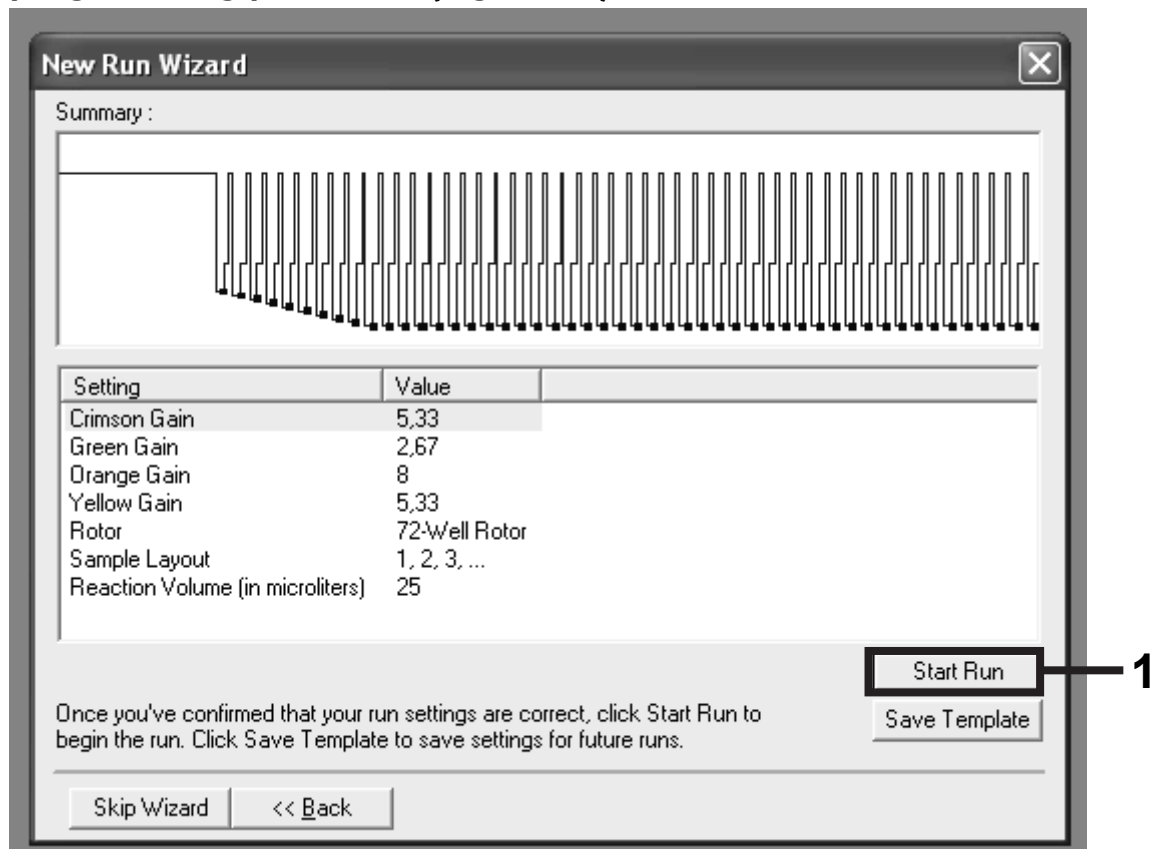 New Run Wizard
Summary :
Setting Value
Crimson Gain 5,33
Green Gain 2,67
Orange Gain 8
Yellow Gain 5,33
Rotor 72-Well Rotor
Sample Layout 1, 2, 3, ...
Reaction Volume (in microliters) 25
Start Run 1
Once you've confirmed that your run settings are correct, click Start Run to
begin the run. Click Save Template to save settings for future runs.
Save Template
Skip Wizard << Back